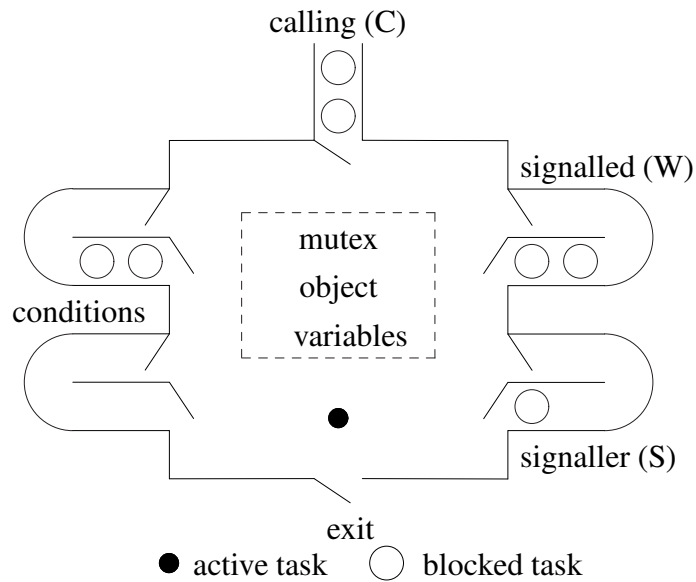 calling (C)
signalled (W)
mutex
object
variables
conditions
signaller (S)
exit
active task
blocked task